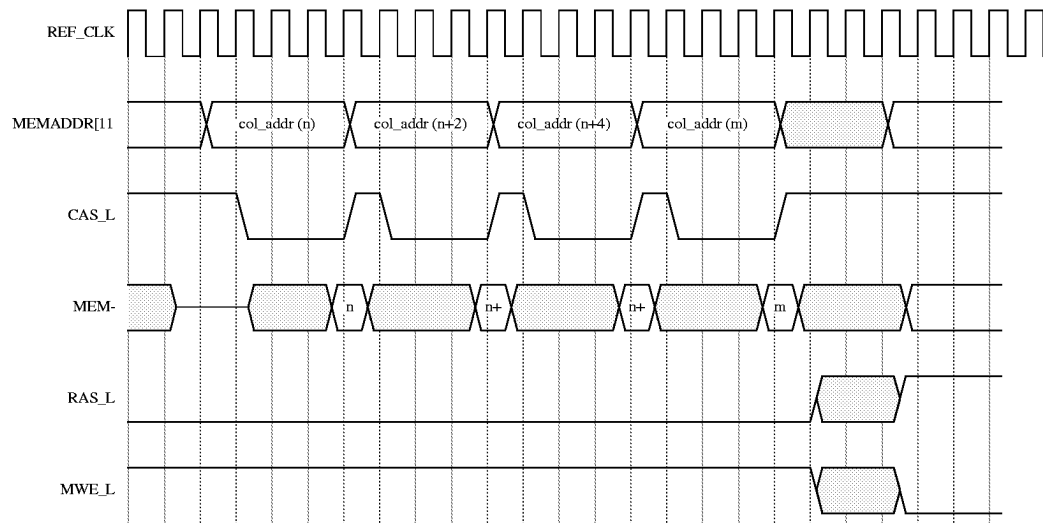 REF_CLK
MEMADDR[11
col_addr (n) col_addr (n+2) col_addr (n+4) col_addr (m)
CAS_L
MEM-
n n+ n+ m
RAS_L
MWE_L